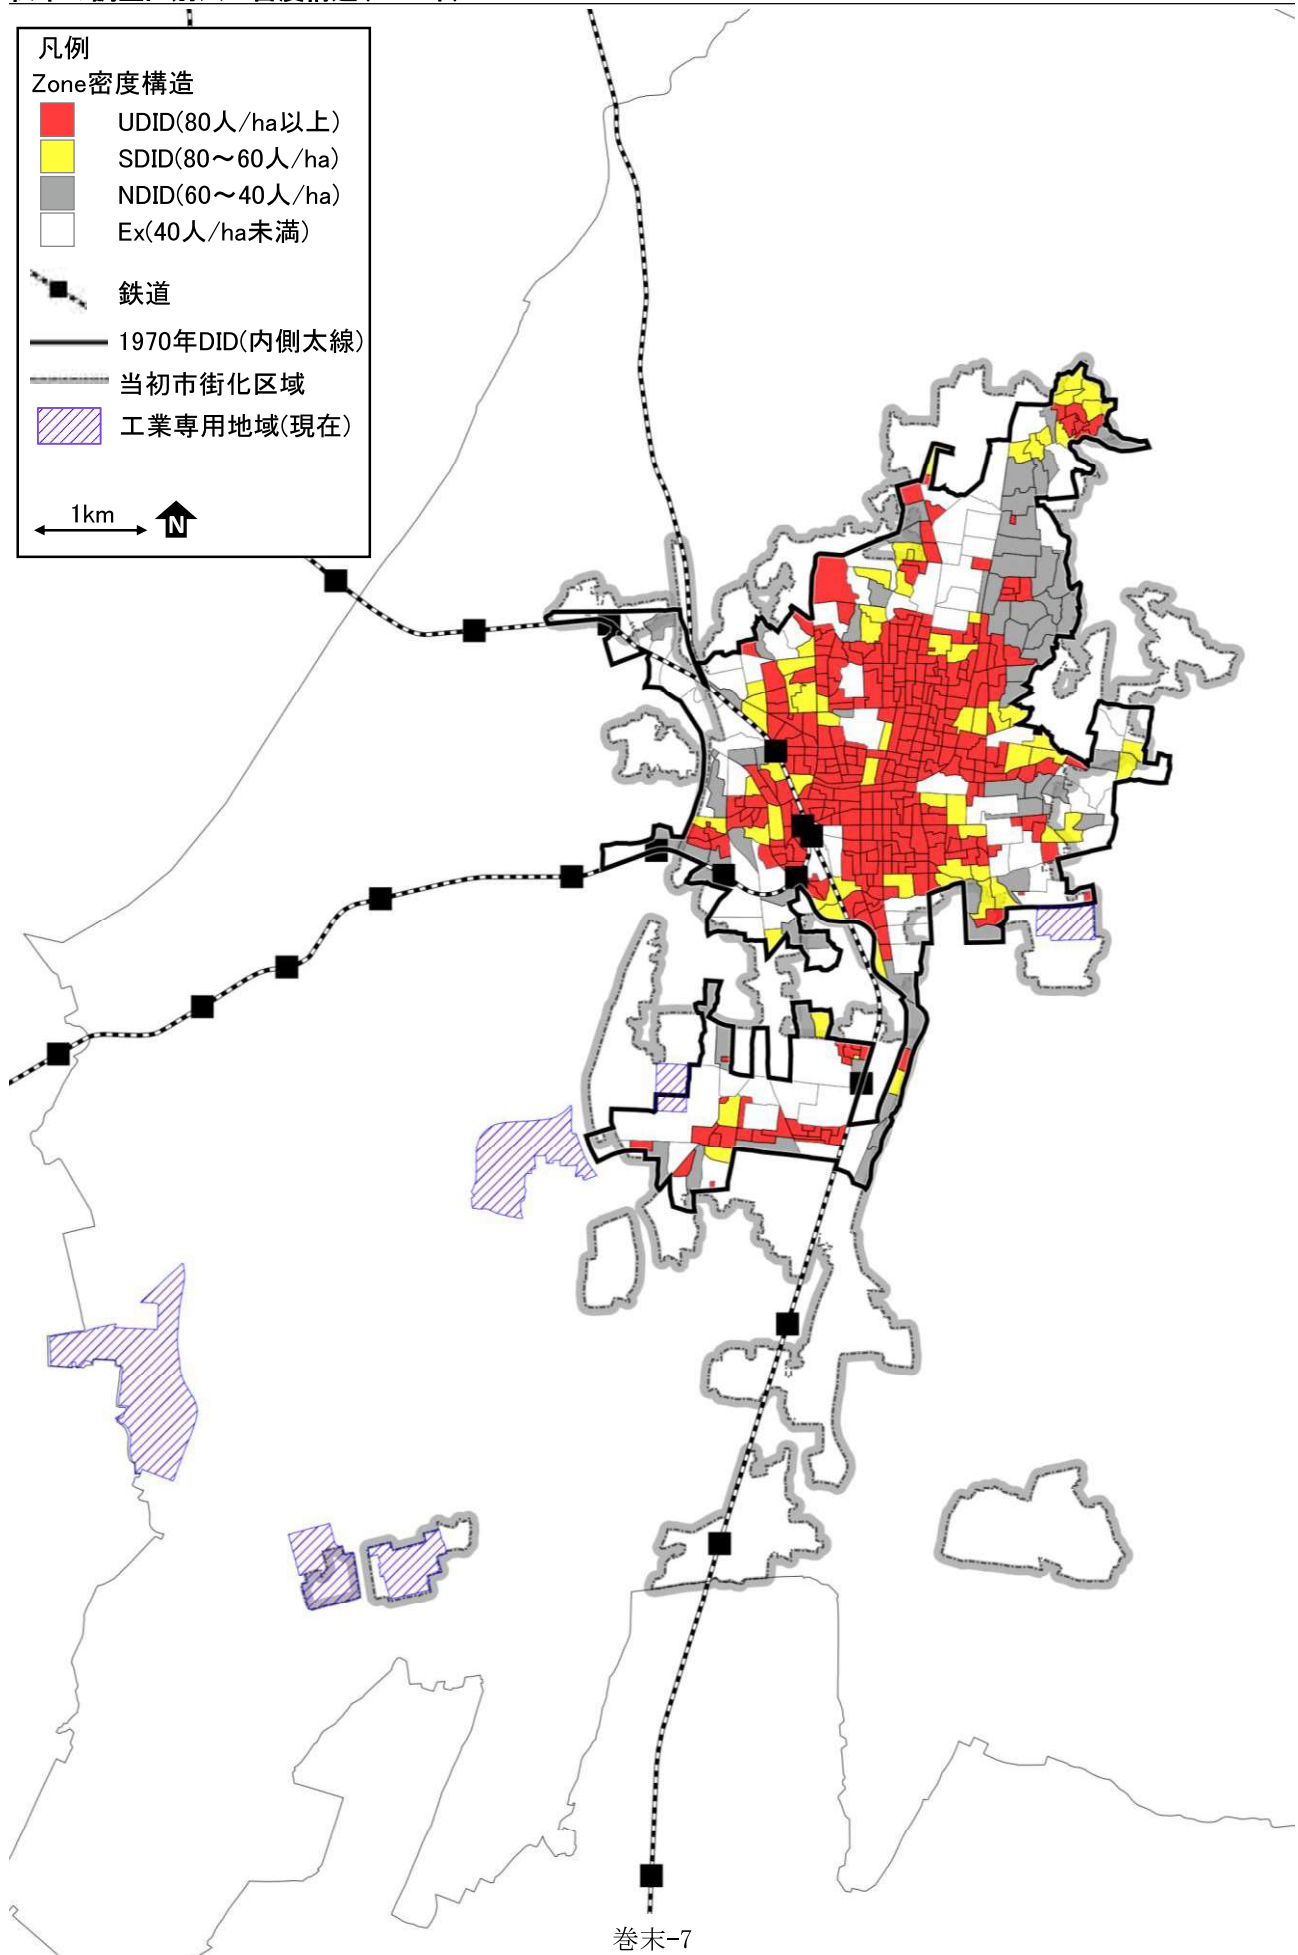 凡例
Zone密度構造
UDID(80人/ha以上)
SDID(80～60人/ha)
NDID(60～40人/ha)
Ex(40人/ha未満)
鉄道
1970年DID(内側太線)
当初市街化区域
工業専用地域(現在)
1km
N
巻末-7